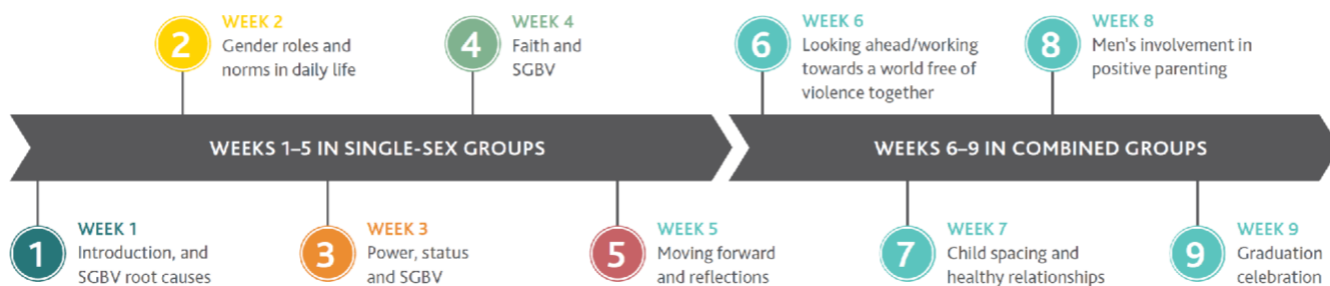 2
WEEK 2
Gender roles and
norms in daily life
4
WEEK 4
Faith and
SGBV
6
WEEK 6
Looking ahead/working
towards a world free of
violence together
8
WEEK 8
Men's involvement in
positive parenting
WEEKS 1–5 IN SINGLE-SEX GROUPS
WEEKS 6–9 IN COMBINED GROUPS
1
WEEK 1
Introduction, and
SGBV root causes
3
WEEK 3
Power, status
and SGBV
5
WEEK 5
Moving forward
and reflections
7
WEEK 7
Child spacing and
healthy relationships
9
WEEK 9
Graduation
celebration